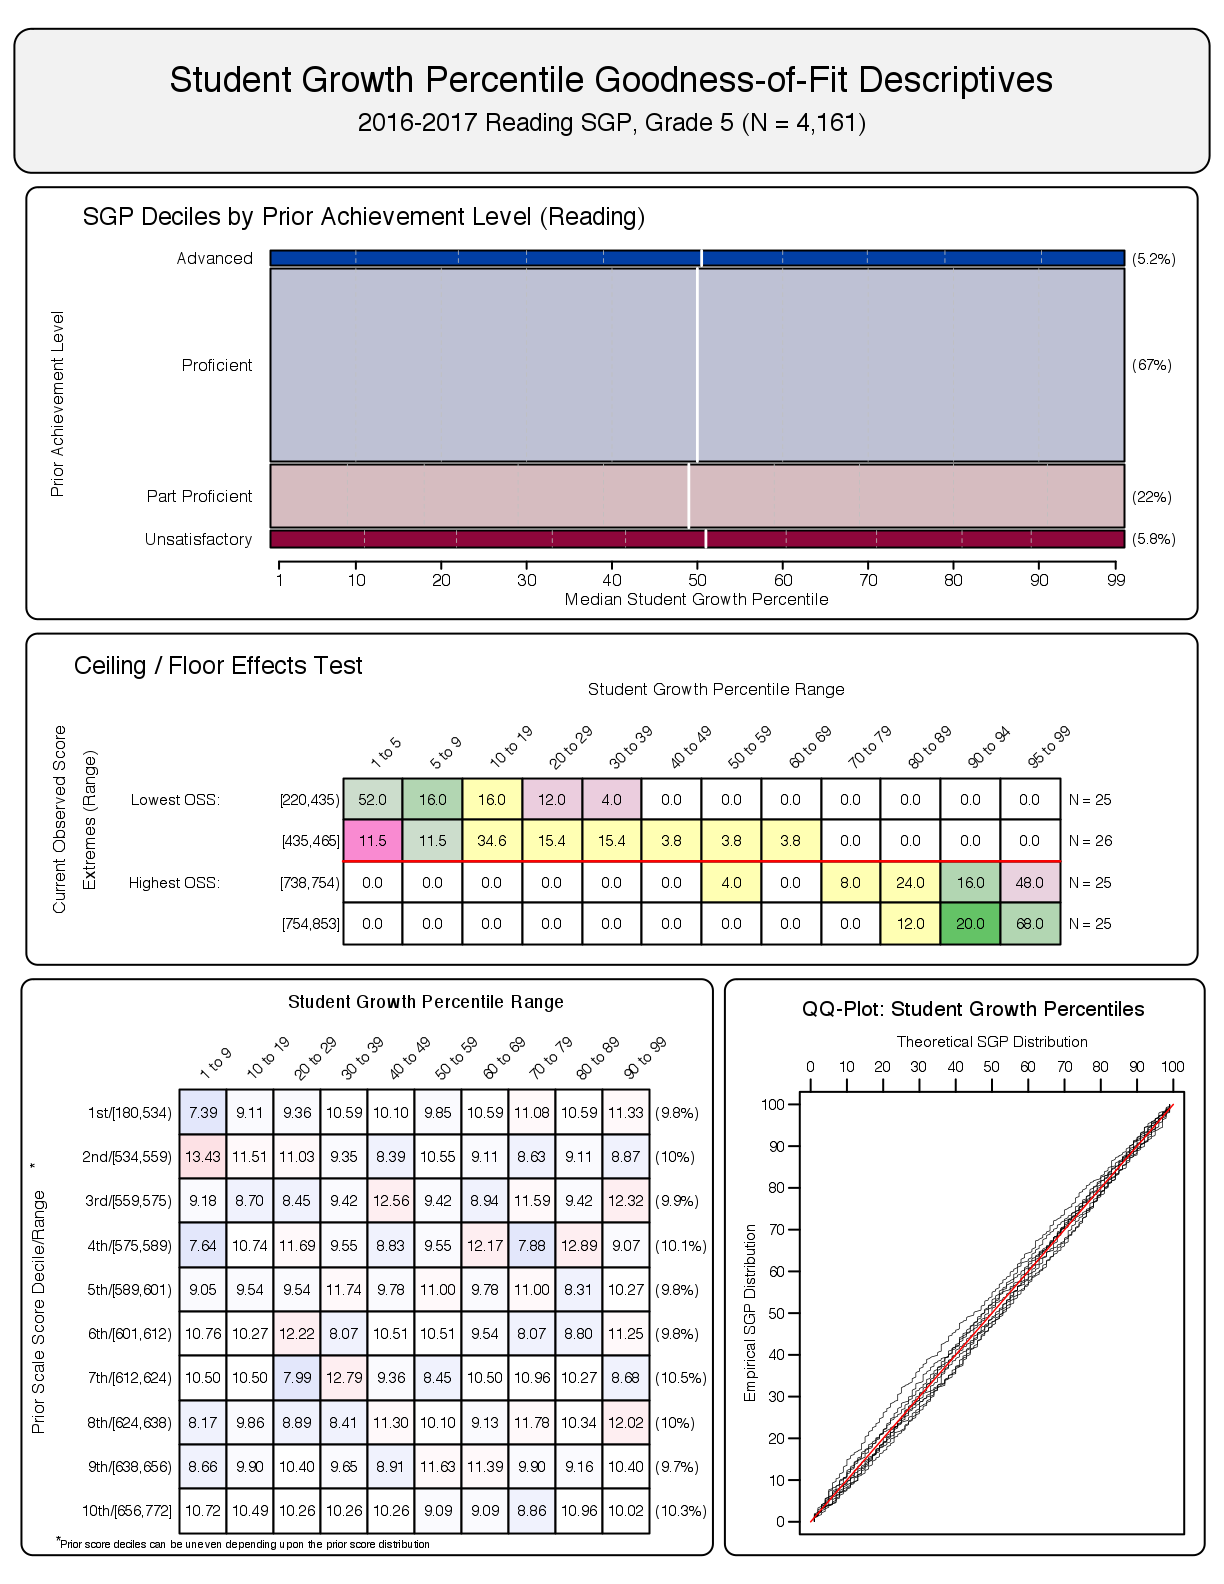 Student Growth Percentile Goodness-of-Fit Descriptives
2016-2017 Reading SGP, Grade 5 (N = 4,161)
SGP Deciles by Prior Achievement Level (Reading)
Prior Achievement Level
Advanced (5.2%)
Proficient (67%)
Part Proficient (22%)
Unsatisfactory (5.8%)
1 10 20 30 40 50 60 70 80 90 99
Median Student Growth Percentile
Ceiling / Floor Effects Test
Student Growth Percentile Range
Current Observed Score
Extremes (Range)
1 to 5 5 to 9 10 to 19 20 to 29 30 to 39 40 to 49 50 to 59 60 to 69 70 to 79 80 to 89 90 to 94 95 to 99
Lowest OSS: [220,435) 52.0 16.0 16.0 12.0 4.0 0.0 0.0 0.0 0.0 0.0 0.0 0.0 N = 25
[435,465] 11.5 11.5 34.6 15.4 15.4 3.8 3.8 3.8 0.0 0.0 0.0 0.0 N = 26
Highest OSS: [738,754) 0.0 0.0 0.0 0.0 0.0 0.0 4.0 0.0 8.0 24.0 16.0 48.0 N = 25
[754,853] 0.0 0.0 0.0 0.0 0.0 0.0 0.0 0.0 0.0 12.0 20.0 68.0 N = 25
Student Growth Percentile Range
Prior Scale Score Decile/Range *
1 to 9 10 to 19 20 to 29 30 to 39 40 to 49 50 to 59 60 to 69 70 to 79 80 to 89 90 to 99
1st/[180,534) 7.39 9.11 9.36 10.59 10.10 9.85 10.59 11.08 10.59 11.33 (9.8%)
2nd/[534,559) 13.43 11.51 11.03 9.35 8.39 10.55 9.11 8.63 9.11 8.87 (10%)
3rd/[559,575) 9.18 8.70 8.45 9.42 12.56 9.42 8.94 11.59 9.42 12.32 (9.9%)
4th/[575,589) 7.64 10.74 11.69 9.55 8.83 9.55 12.17 7.88 12.89 9.07 (10.1%)
5th/[589,601) 9.05 9.54 9.54 11.74 9.78 11.00 9.78 11.00 8.31 10.27 (9.8%)
6th/[601,612) 10.76 10.27 12.22 8.07 10.51 10.51 9.54 8.07 8.80 11.25 (9.8%)
7th/[612,624) 10.50 10.50 7.99 12.79 9.36 8.45 10.50 10.96 10.27 8.68 (10.5%)
8th/[624,638) 8.17 9.86 8.89 8.41 11.30 10.10 9.13 11.78 10.34 12.02 (10%)
9th/[638,656) 8.66 9.90 10.40 9.65 8.91 11.63 11.39 9.90 9.16 10.40 (9.7%)
10th/[656,772] 10.72 10.49 10.26 10.26 10.26 9.09 9.09 8.86 10.96 10.02 (10.3%)
*Prior score deciles can be uneven depending upon the prior score distribution
QQ-Plot: Student Growth Percentiles
Theoretical SGP Distribution
0 10 20 30 40 50 60 70 80 90 100
Empirical SGP Distribution
100
90
80
70
60
50
40
30
20
10
0